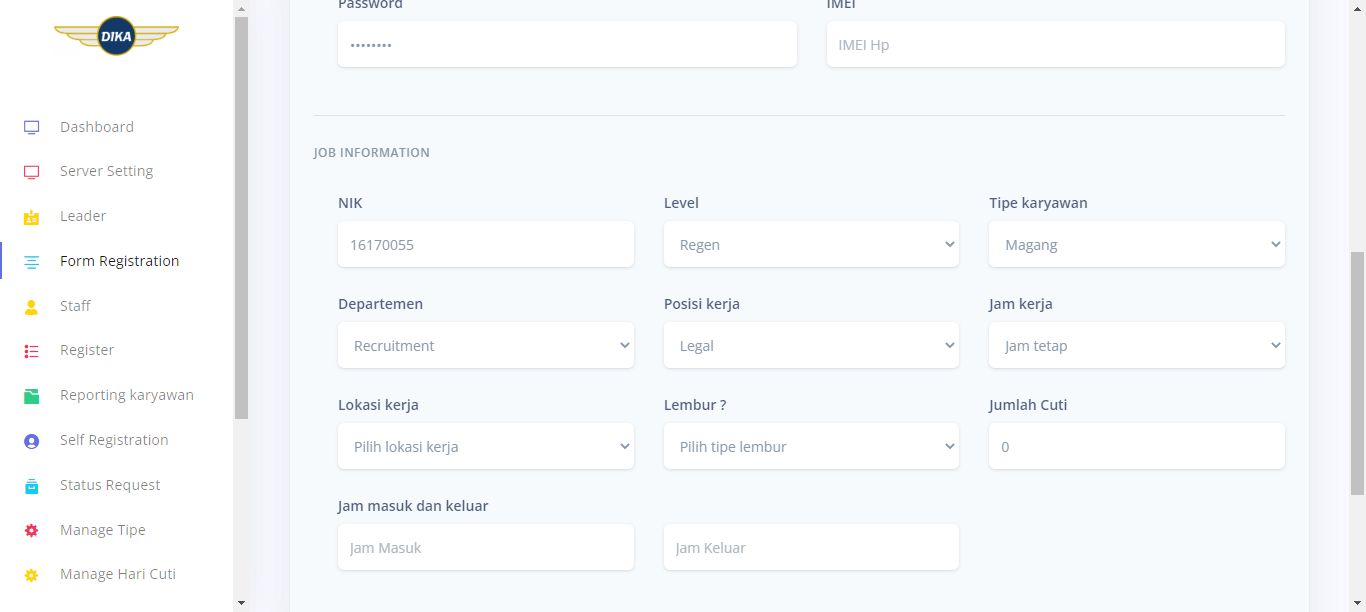 DIKA
Dashboard
Server Setting
Leader
Form Registration
Staff
Register
Reporting karyawan
Self Registration
Status Request
Manage Tipe
Manage Hari Cuti
Password
IMEI
••••••••
IMEI Hp
JOB INFORMATION
NIK
Level
Tipe karyawan
16170055
Regen
Magang
Departemen
Posisi kerja
Jam kerja
Recruitment
Legal
Jam tetap
Lokasi kerja
Lembur ?
Jumlah Cuti
Pilih lokasi kerja
Pilih tipe lembur
0
Jam masuk dan keluar
Jam Masuk
Jam Keluar